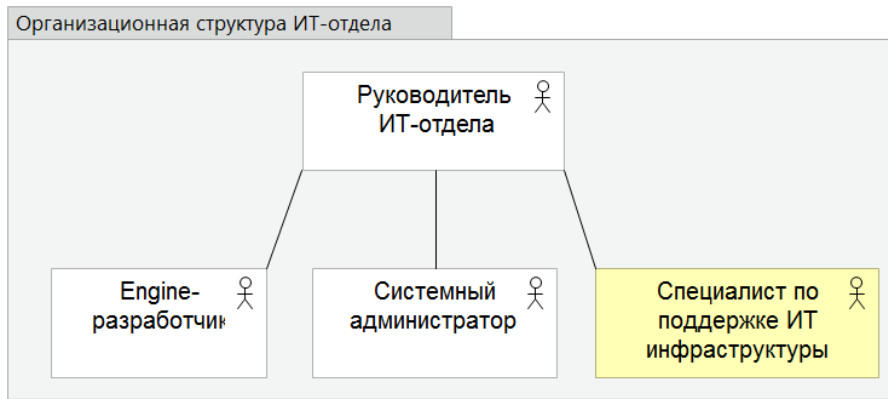 Организационная структура ИТ-отдела
Руководитель
ИТ-отдела
Engine-
разработчик
Системный
администратор
Специалист по
поддержке ИТ
инфраструктуры